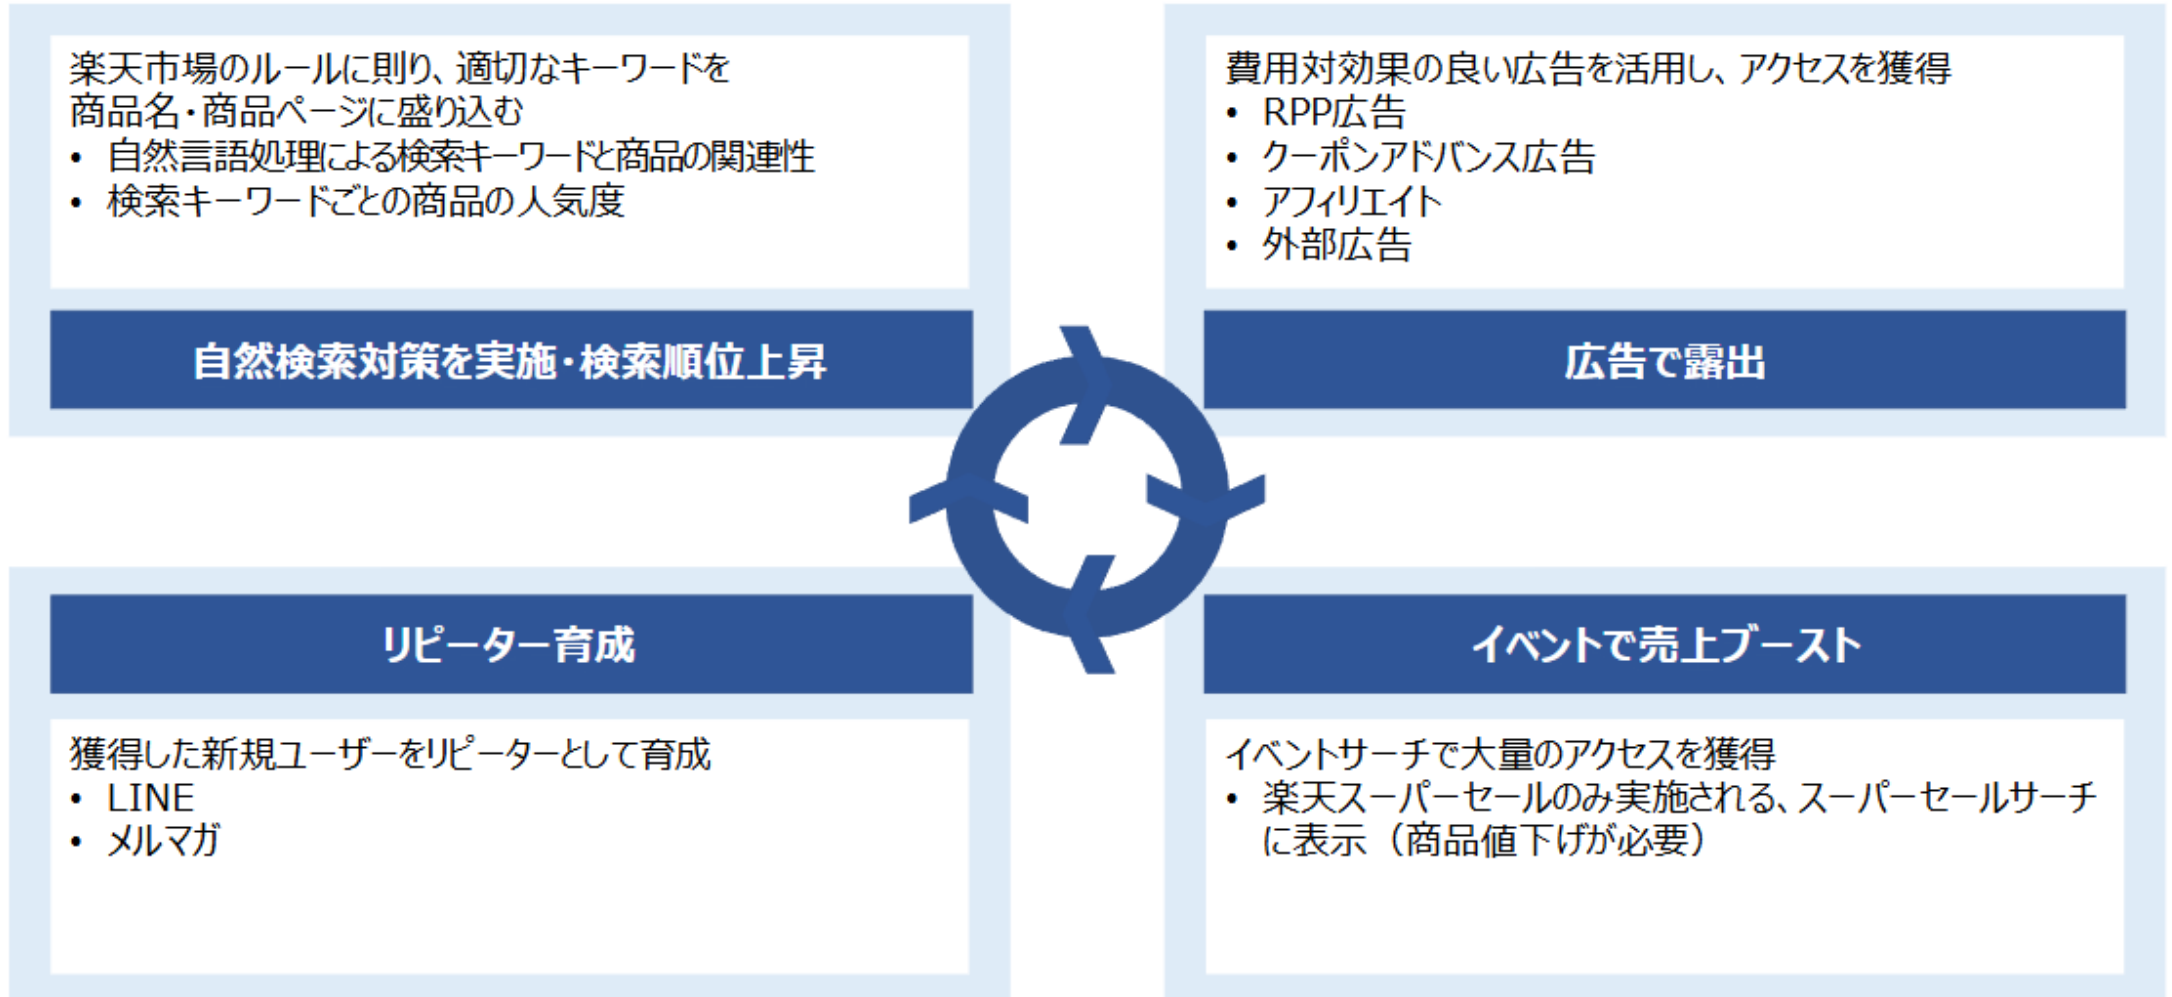 楽天市場のルールに則り、適切なキーワードを
商品名・商品ページに盛り込む
• 自然言語処理による検索キーワードと商品の関連性
• 検索キーワードごとの商品の人気度
自然検索対策を実施・検索順位上昇
費用対効果の良い広告を活用し、アクセスを獲得
• RPP広告
• クーポンアドバンス広告
• アフィリエイト
• 外部広告
広告で露出
リピーター育成
獲得した新規ユーザーをリピーターとして育成
• LINE
• メルマガ
イベントで売上ブースト
イベントサーチで大量のアクセスを獲得
• 楽天スーパーセールのみ実施される、スーパーセールサーチ
に表示（商品値下げが必要）